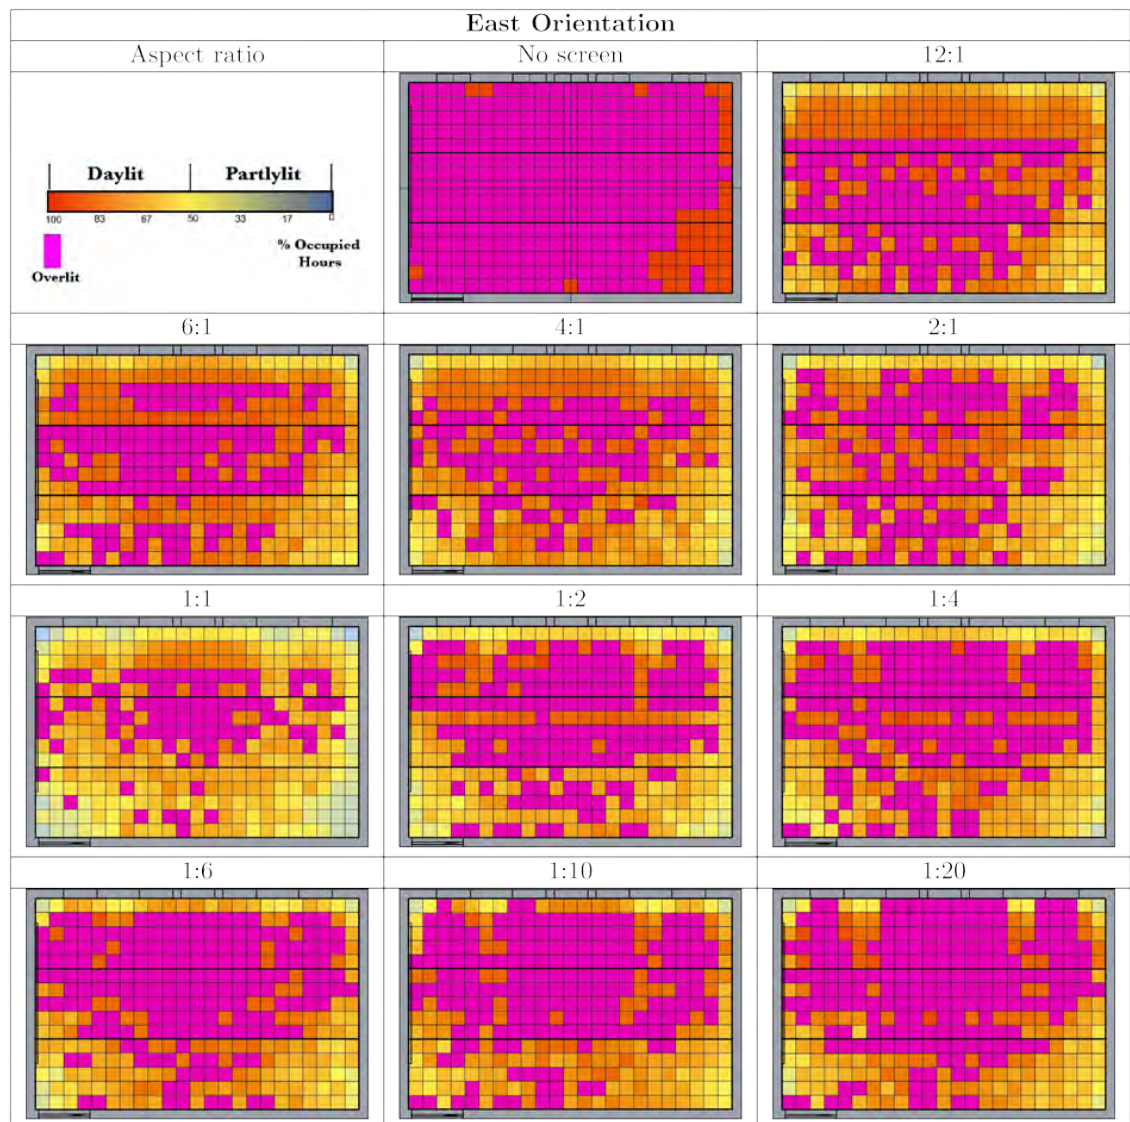 East Orientation
Aspect ratio
No screen
12:1
Daylit
Partlylit
100 83 67 50 33 17 0
Overlit
% Occupied
Hours
6:1
4:1
2:1
1:1
1:2
1:4
1:6
1:10
1:20